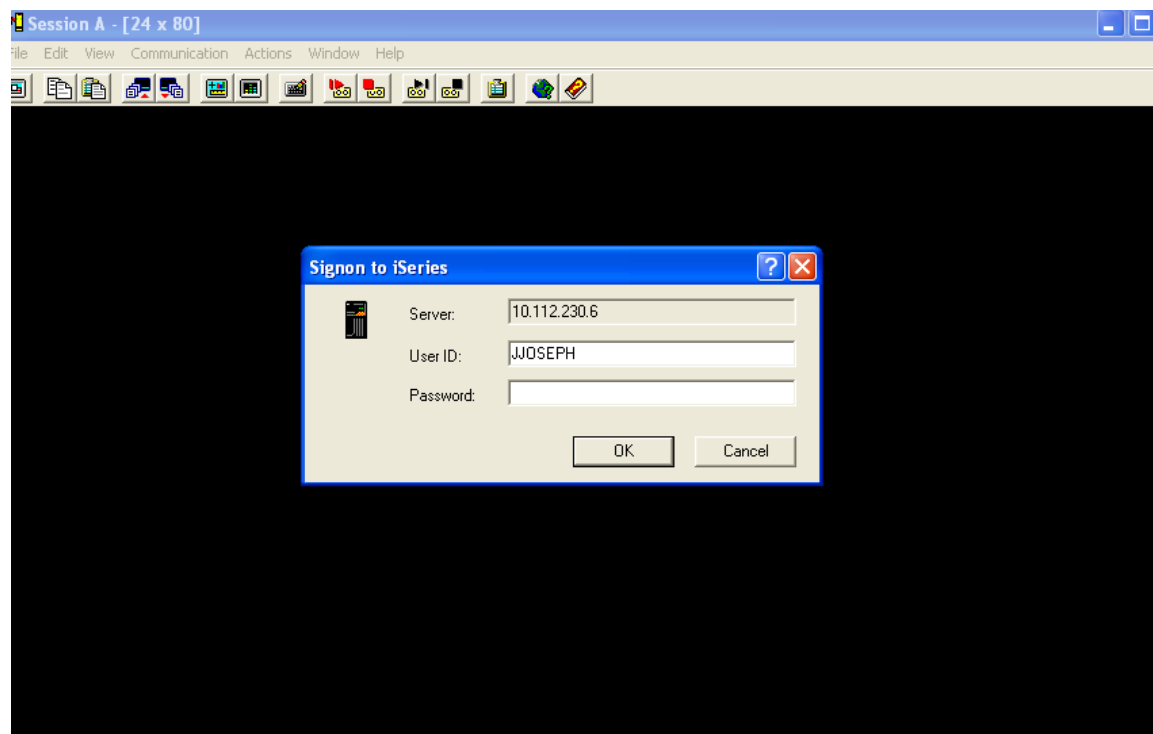 Session A - [24 x 80]
File Edit View Communication Actions Window Help
Signon to iSeries
Server: 10.112.230.6
User ID: JJOSEPH
Password:
OK Cancel